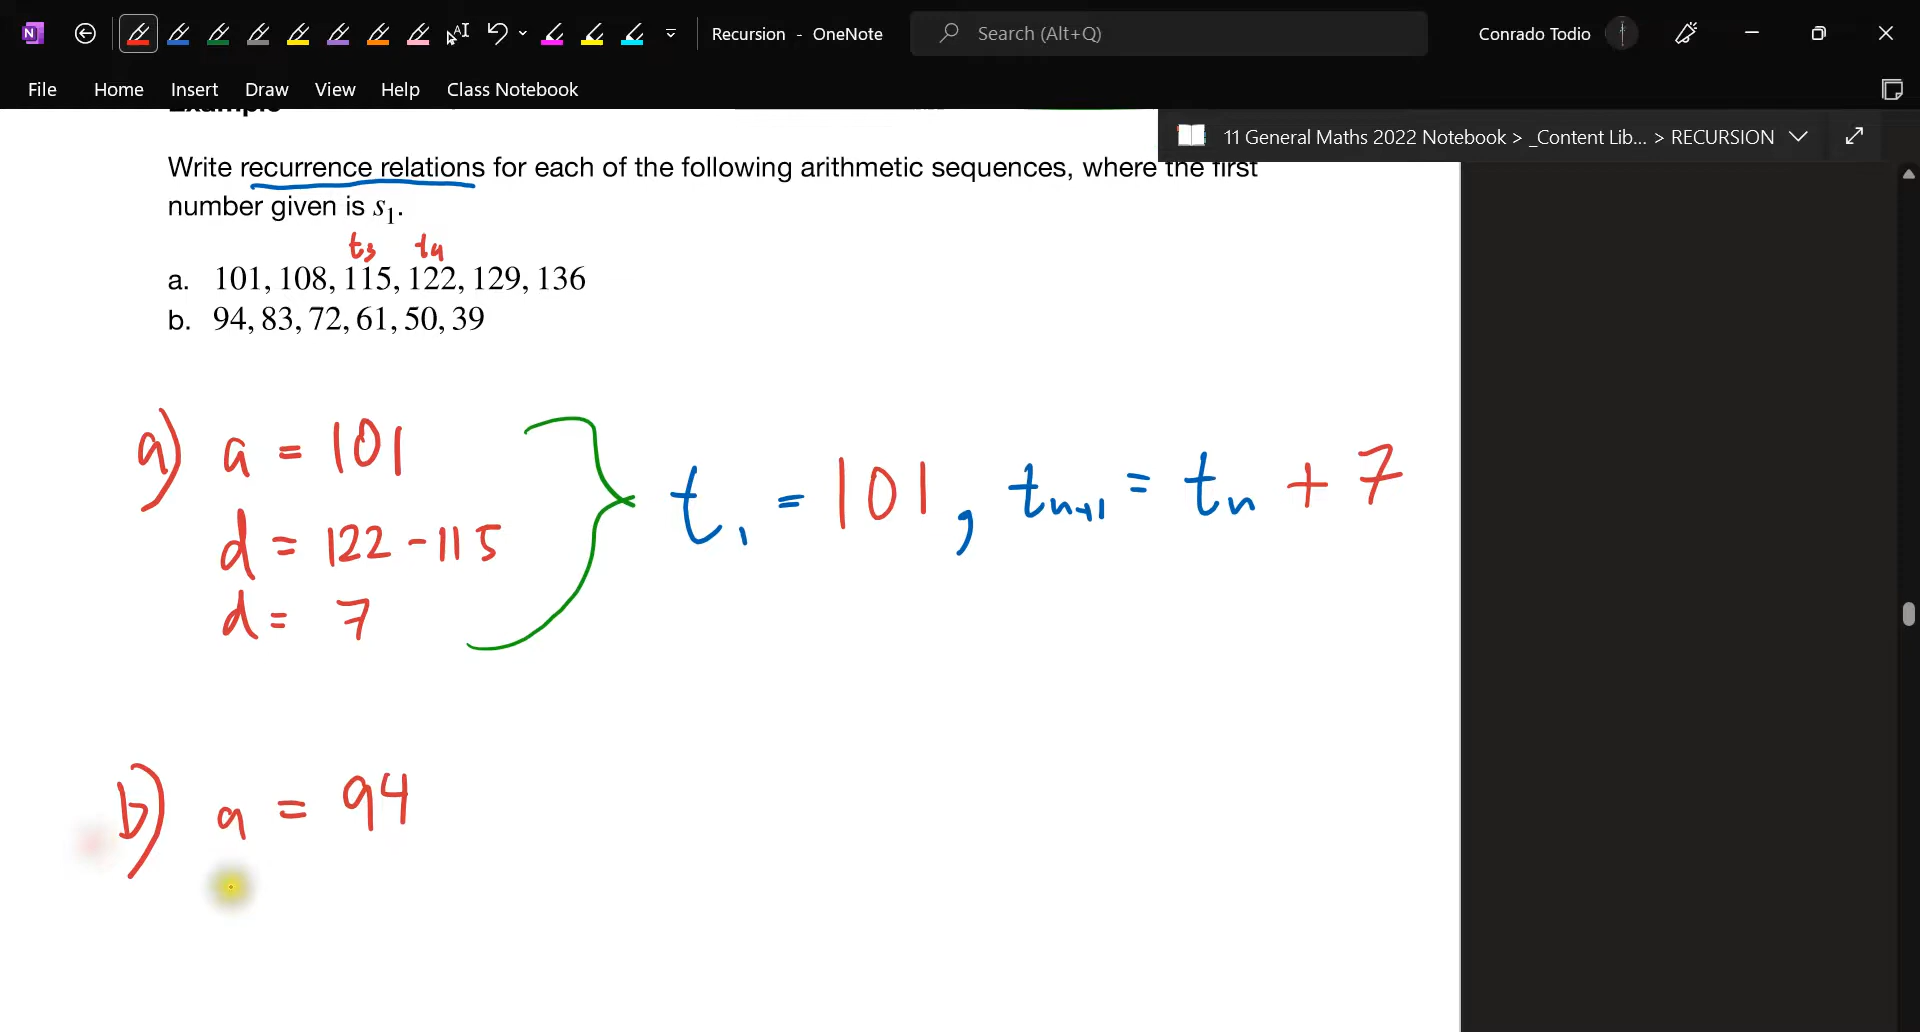 Recursion - OneNote
Search (Alt+Q)
Conrado Todio
File Home Insert Draw View Help Class Notebook
Example
11 General Maths 2022 Notebook > _Content Lib... > RECURSION
Write recurrence relations for each of the following arithmetic sequences, where the first
number given is s₁.
t₃ t₄
a. 101, 108, 115, 122, 129, 136
b. 94, 83, 72, 61, 50, 39
a) a = 101
d = 122 - 115
d = 7
t₁ = 101, tₙ₊₁ = tₙ + 7
b) a = 94